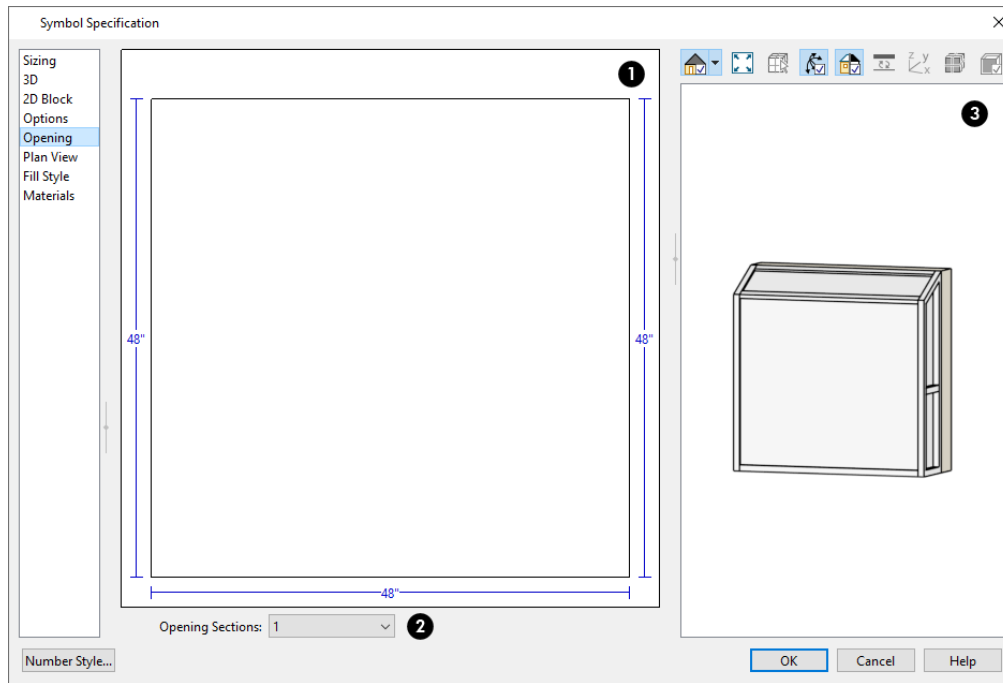 Symbol Specification
Sizing
3D
2D Block
Options
Opening
Plan View
Fill Style
Materials
1
48"
48"
48"
Opening Sections: 1
2
z y
x
3
Number Style...
OK
Cancel
Help